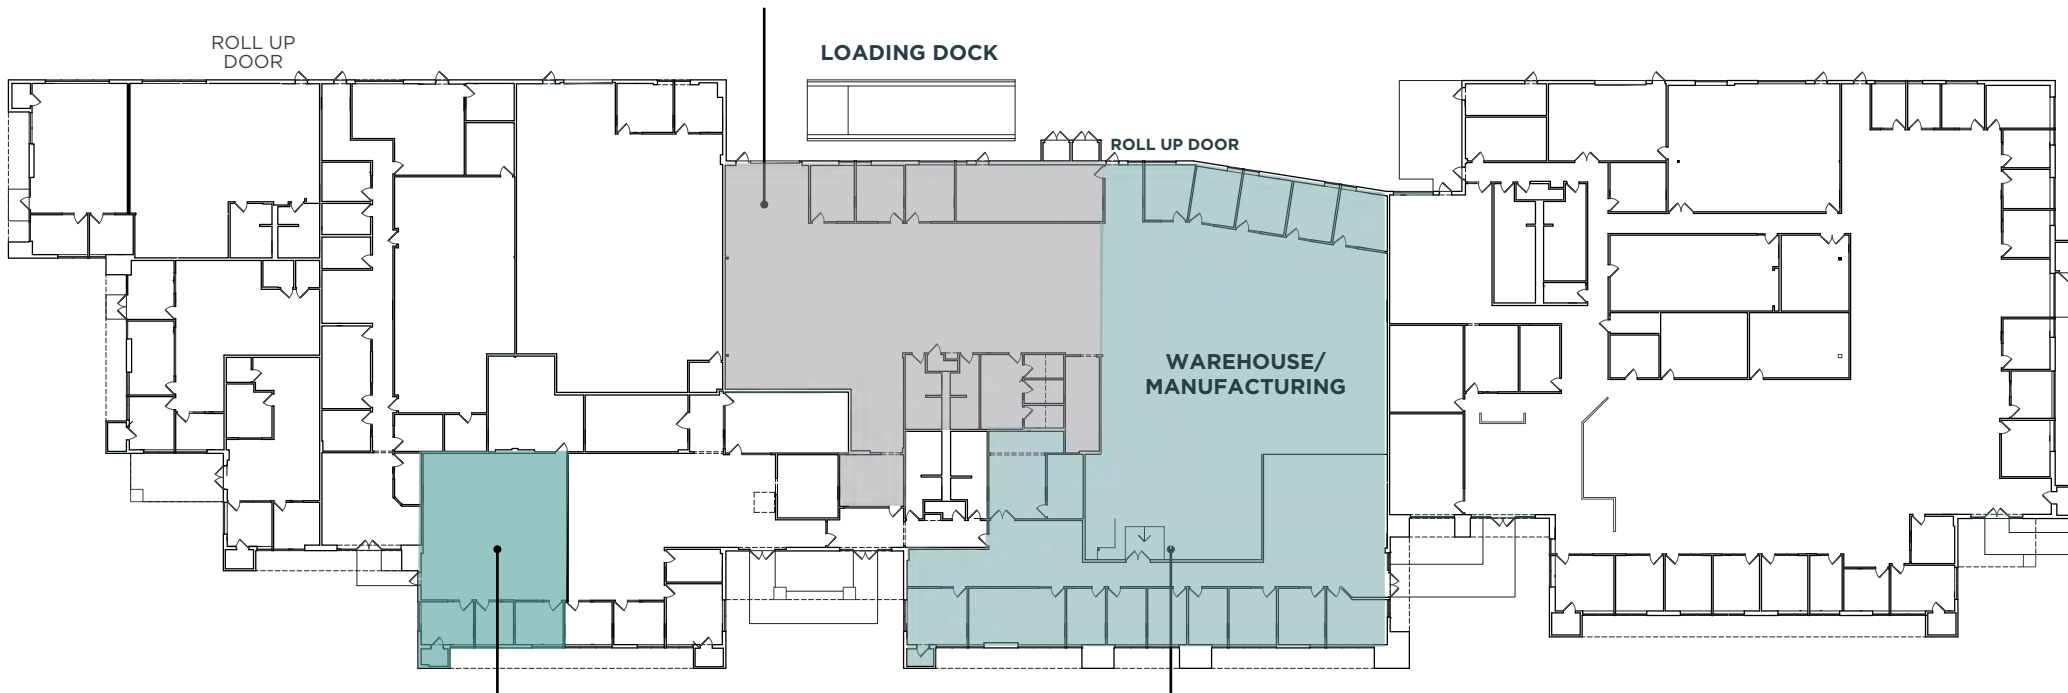 ROLL UP
DOOR
LOADING DOCK
ROLL UP DOOR
WAREHOUSE/
MANUFACTURING